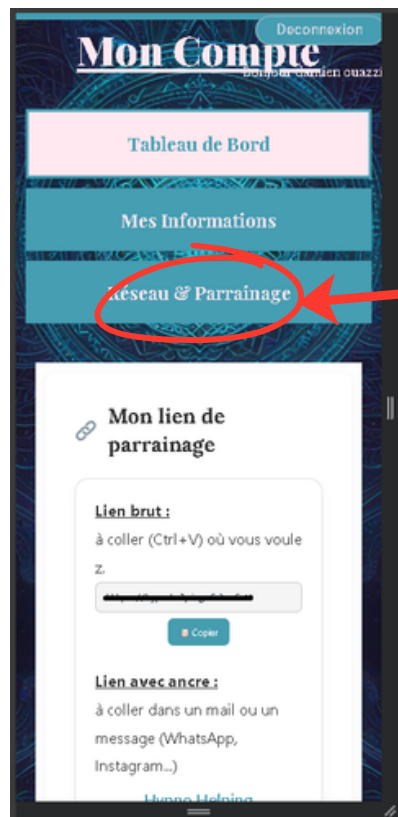 Deconnexion
Mon Compte
Bonjour damien ouazzi
Tableau de Bord
Mes Informations
Réseau & Parrainage
Mon lien de
parrainage
Lien brut :
à coller (Ctrl+V) où vous voule
z.
Copier
Lien avec ancre :
à coller dans un mail ou un
message (WhatsApp,
Instagram...)
Hypno Helping